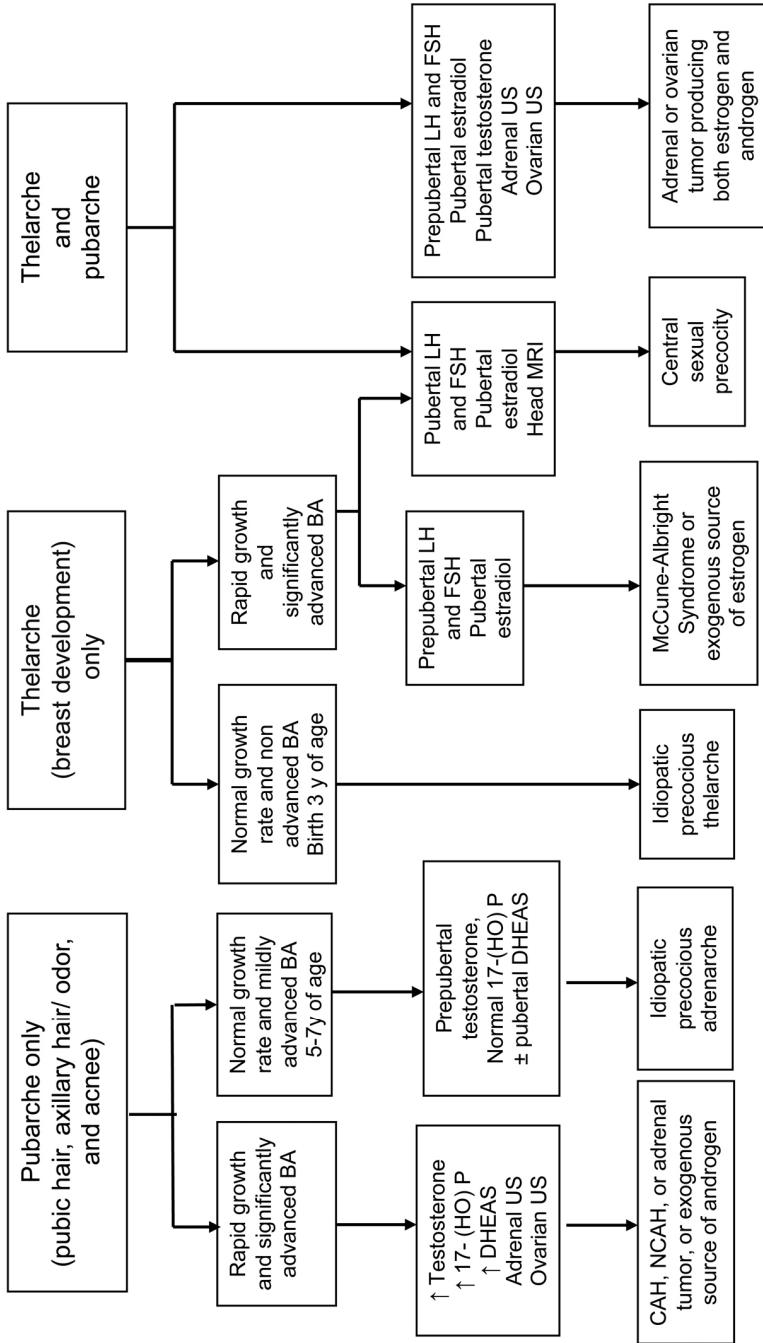 Pubarche only
(pubic hair, axillary hair/ odor,
and acnee)
Thelarche
(breast development)
only
Thelarche
and
pubarche
Rapid growth
and significantly
advanced BA
Normal growth
rate and mildly
advanced BA
5-7y of age
Normal growth
rate and non
advanced BA
Birth 3 y of age
Rapid growth
and
significantly
advanced BA
↑ Testosterone
↑ 17- (HO) P
↑ DHEAS
Adrenal US
Ovarian US
Prepubertal
testosterone,
Normal 17-(HO) P
± pubertal DHEAS
Prepubertal LH
and FSH
Pubertal
estradiol
Pubertal LH
and FSH
Pubertal
estradiol
Head MRI
Prepubertal LH and FSH
Pubertal estradiol
Pubertal testosterone
Adrenal US
Ovarian US
CAH, NCAH, or adrenal
tumor, or exogenous
source of androgen
Idiopatic
precocious
adrenarche
Idiopatic
precocious
thelarche
McCune-Albright
Syndrome or
exogenous source
of estrogen
Central
sexual
precocity
Adrenal or ovarian
tumor producing
both estrogen and
androgen